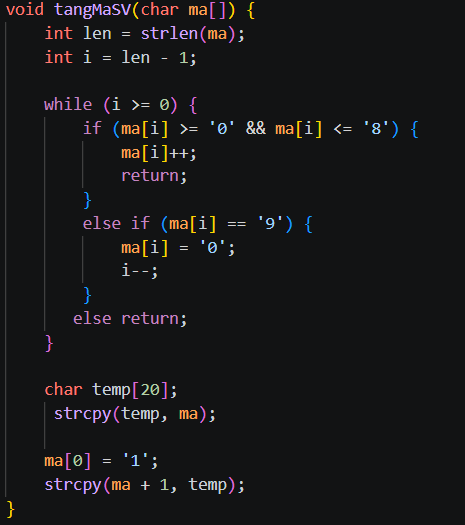 void tangMaSV(char ma[]) {
    int len = strlen(ma);
    int i = len - 1;

    while (i >= 0) {
        if (ma[i] >= '0' && ma[i] <= '8') {
            ma[i]++;
            return;
        }
        else if (ma[i] == '9') {
            ma[i] = '0';
            i--;
        }
       else return;
    }

    char temp[20];
     strcpy(temp, ma);

    ma[0] = '1';
    strcpy(ma + 1, temp);
}